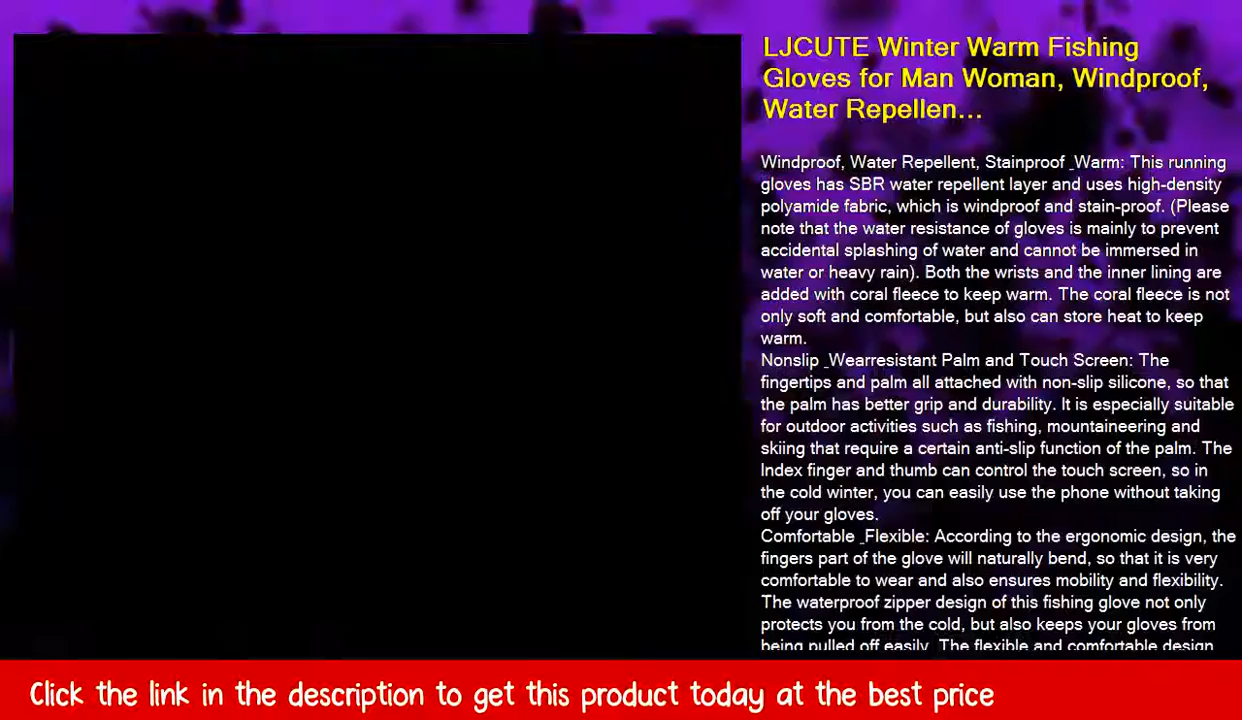 LJCUTE Winter Warm Fishing
Gloves for Man Woman, Windproof,
Water Repellen...
Windproof, Water Repellent, Stainproof _Warm: This running
gloves has SBR water repellent layer and uses high-density
polyamide fabric, which is windproof and stain-proof. (Please
note that the water resistance of gloves is mainly to prevent
accidental splashing of water and cannot be immersed in
water or heavy rain). Both the wrists and the inner lining are
added with coral fleece to keep warm. The coral fleece is not
only soft and comfortable, but also can store heat to keep
warm.
Nonslip _Wearresistant Palm and Touch Screen: The
fingertips and palm all attached with non-slip silicone, so that
the palm has better grip and durability. It is especially suitable
for outdoor activities such as fishing, mountaineering and
skiing that require a certain anti-slip function of the palm. The
Index finger and thumb can control the touch screen, so in
the cold winter, you can easily use the phone without taking
off your gloves.
Comfortable _Flexible: According to the ergonomic design, the
fingers part of the glove will naturally bend, so that it is very
comfortable to wear and also ensures mobility and flexibility.
The waterproof zipper design of this fishing glove not only
protects you from the cold, but also keeps your gloves from
being pulled off easily. The flexible and comfortable design
Click the link in the description to get this product today at the best price